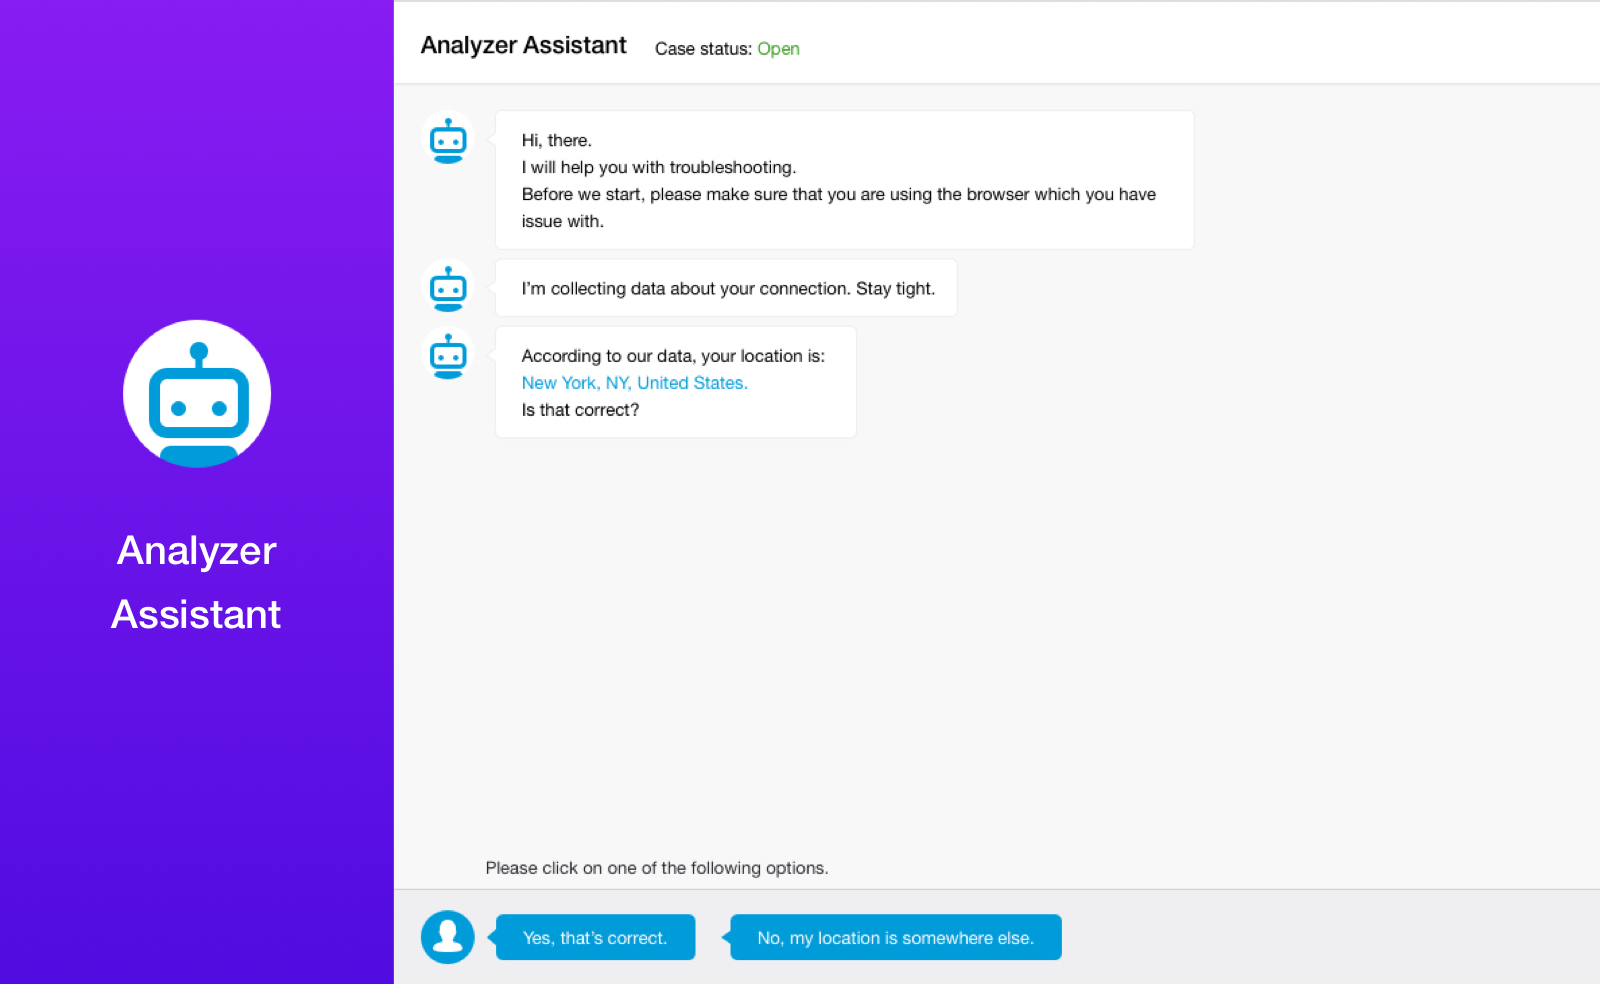 Analyzer
Assistant
Analyzer Assistant
Case status: Open
Hi, there.
I will help you with troubleshooting.
Before we start, please make sure that you are using the browser which you have
issue with.
I’m collecting data about your connection. Stay tight.
According to our data, your location is:
New York, NY, United States.
Is that correct?
Please click on one of the following options.
Yes, that’s correct.
No, my location is somewhere else.